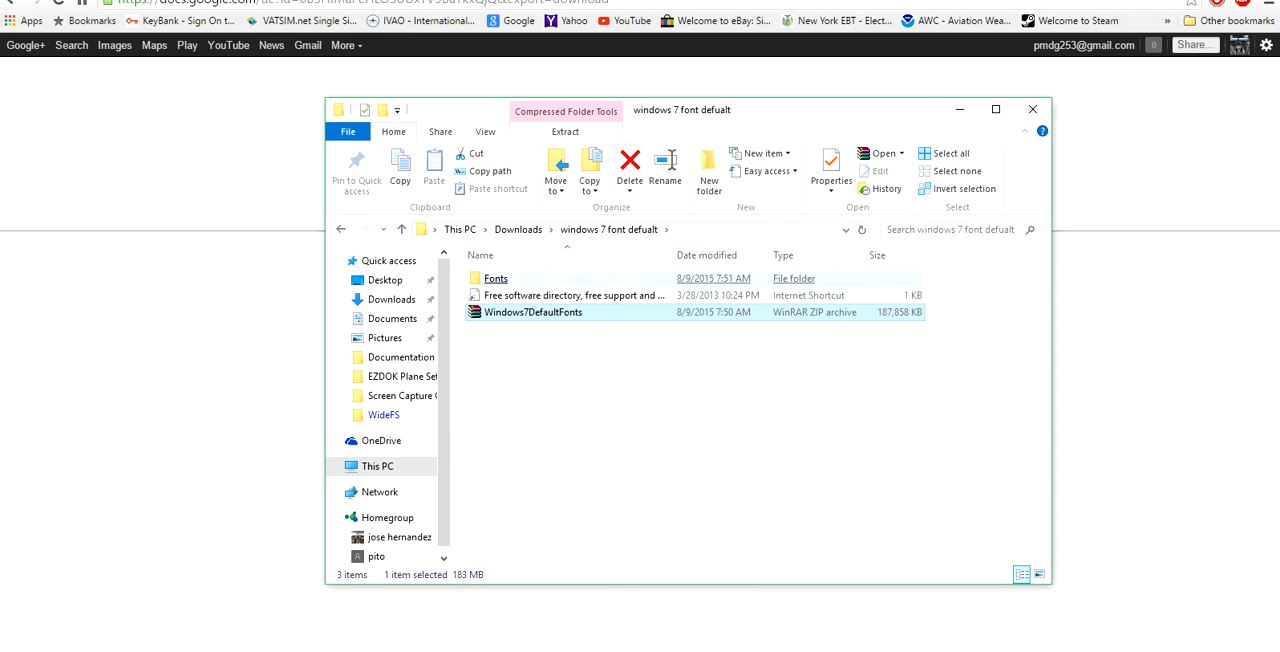 Apps Bookmarks KeyBank - Sign On t... VATSIM.net Single Si... IVAO - International... Google Yahoo YouTube Welcome to eBay: Si... New York EBT - Elect... AWC - Aviation Wea... Welcome to Steam » Other bookmarks
Google+ Search Images Maps Play YouTube News Gmail More pmdg253@gmail.com 0 Share...
Compressed Folder Tools windows 7 font defualt
File Home Share View Extract
Pin to Quick access
Copy
Paste
Cut
Copy path
Paste shortcut
Clipboard
Move to
Copy to
Delete
Rename
Organize
New folder
New item
Easy access
New
Properties
Open
Edit
History
Open
Select all
Select none
Invert selection
Select
This PC Downloads windows 7 font defualt Search windows 7 font defualt
Name Date modified Type Size
Fonts 8/9/2015 7:51 AM File folder
Free software directory, free support and ... 3/28/2013 10:24 PM Internet Shortcut 1 KB
Windows7DefaultFonts 8/9/2015 7:50 AM WinRAR ZIP archive 187,858 KB
Quick access
Desktop
Downloads
Documents
Pictures
Documentation
EZDOK Plane Set
Screen Capture
WideFS
OneDrive
This PC
Network
Homegroup
jose hernandez
pito
3 items 1 item selected 183 MB